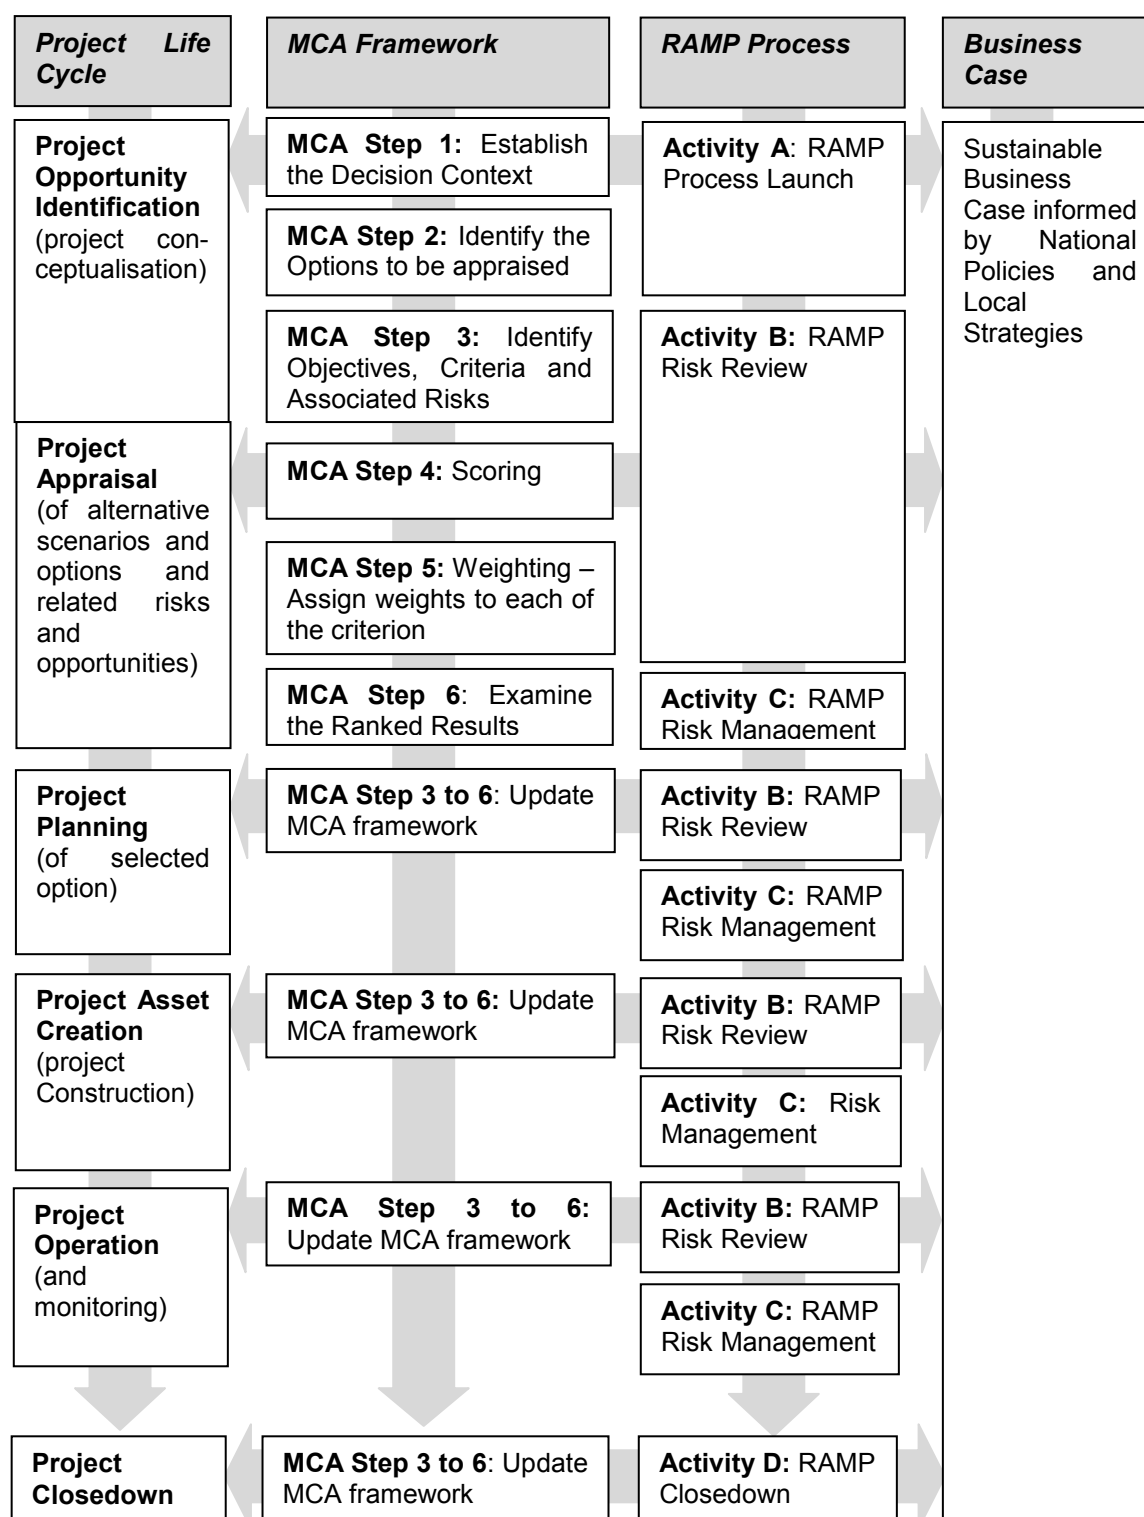 Project Life
Cycle
MCA Framework
RAMP Process
Business
Case
Project
Opportunity
Identification
(project con-
ceptualisation)
MCA Step 1: Establish
the Decision Context
Activity A: RAMP
Process Launch
Sustainable
Business
Case informed
by National
Policies and
Local
Strategies
MCA Step 2: Identify the
Options to be appraised
MCA Step 3: Identify
Objectives, Criteria and
Associated Risks
Activity B: RAMP
Risk Review
Project
Appraisal
(of alternative
scenarios and
options and
related risks
and
opportunities)
MCA Step 4: Scoring
MCA Step 5: Weighting –
Assign weights to each of
the criterion
MCA Step 6: Examine
the Ranked Results
Activity C: RAMP
Risk Management
Project
Planning
(of selected
option)
MCA Step 3 to 6: Update
MCA framework
Activity B: RAMP
Risk Review
Activity C: RAMP
Risk Management
Project Asset
Creation
(project
Construction)
MCA Step 3 to 6: Update
MCA framework
Activity B: RAMP
Risk Review
Activity C: Risk
Management
Project
Operation
(and
monitoring)
MCA Step 3 to 6:
Update MCA framework
Activity B: RAMP
Risk Review
Activity C: RAMP
Risk Management
Project
Closedown
MCA Step 3 to 6: Update
MCA framework
Activity D: RAMP
Closedown